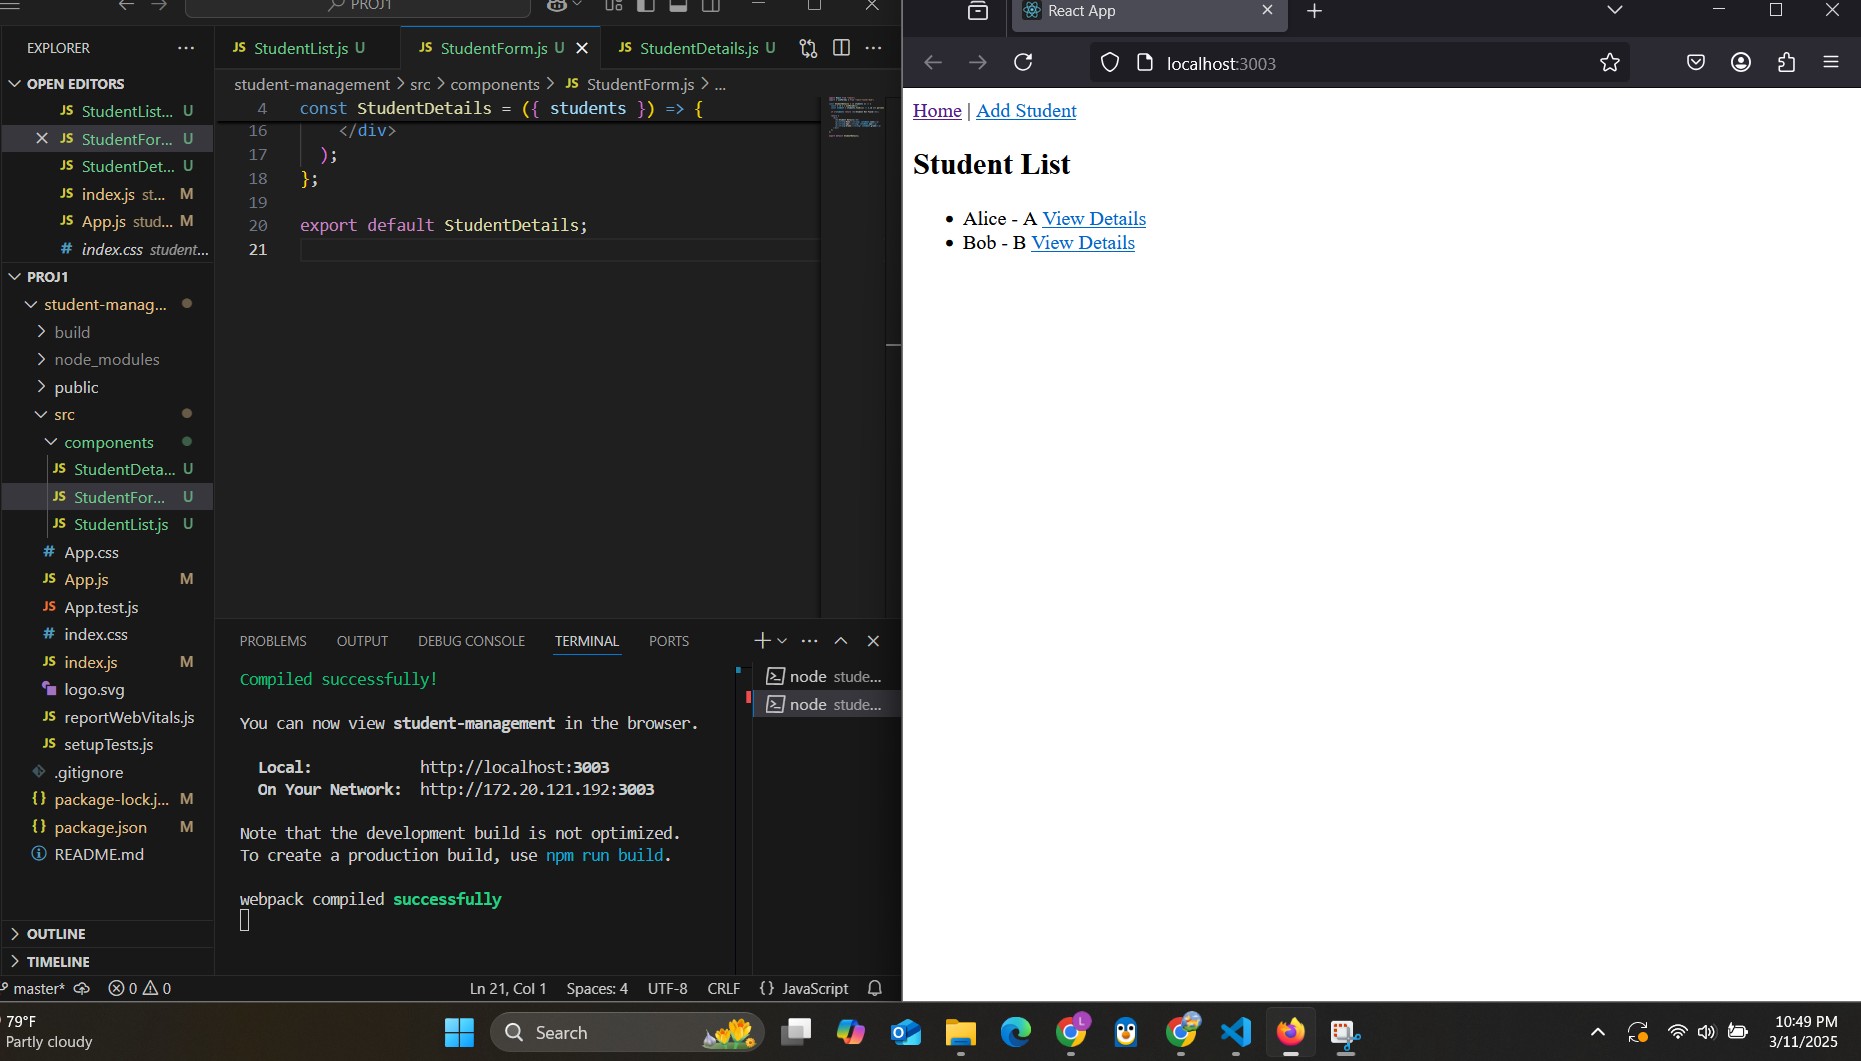 PROJ1
EXPLORER
OPEN EDITORS
JS StudentList... U
JS StudentFor... U
JS StudentDet... U
JS index.js st... M
JS App.js stud... M
# index.css student...
PROJ1
student-manag...
build
node_modules
public
src
components
JS StudentDeta... U
JS StudentFor... U
JS StudentList.js U
# App.css
JS App.js M
JS App.test.js
# index.css
JS index.js M
logo.svg
JS reportWebVitals.js
JS setupTests.js
.gitignore
{} package-lock.j... M
{} package.json M
README.md
OUTLINE
TIMELINE
JS StudentList.js U
JS StudentForm.js U
JS StudentDetails.js U
student-management > src > components > JS StudentForm.js > ...
4 const StudentDetails = ({ students }) => {
16 </div>
17 );
18 };
19
20 export default StudentDetails;
21
PROBLEMS OUTPUT DEBUG CONSOLE TERMINAL PORTS
Compiled successfully!
You can now view student-management in the browser.
Local: http://localhost:3003
On Your Network: http://172.20.121.192:3003
Note that the development build is not optimized.
To create a production build, use npm run build.
webpack compiled successfully
node stude...
node stude...
master* 0 0 Ln 21, Col 1 Spaces: 4 UTF-8 CRLF {} JavaScript
React App
localhost:3003
Home | Add Student
Student List
• Alice - A View Details
• Bob - B View Details
79°F
Partly cloudy
Search
L
10:49 PM
3/11/2025